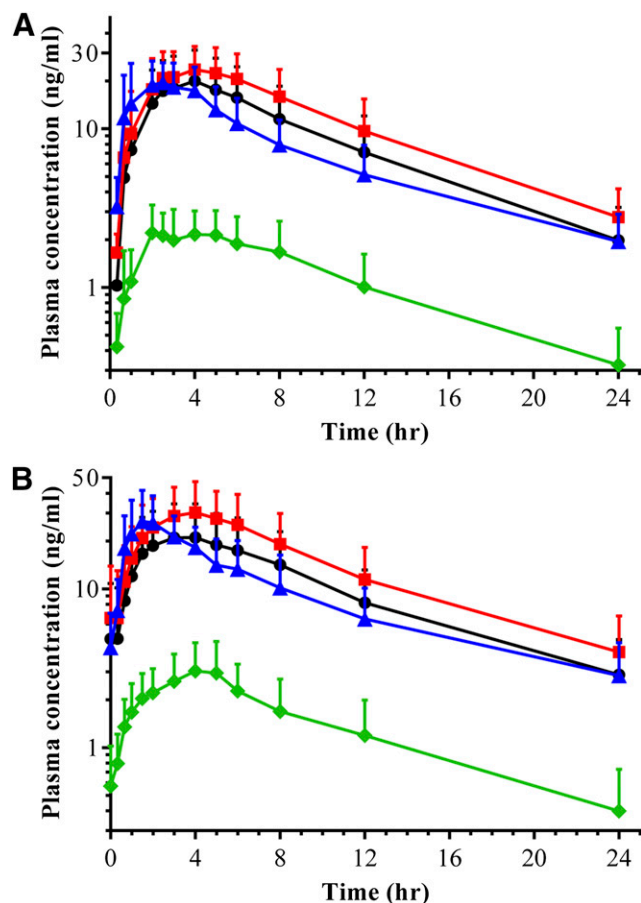 A
Plasma concentration (ng/ml)
30
10
1
0 4 8 12 16 20 24
Time (hr)
B
Plasma concentration (ng/ml)
50
10
1
0 4 8 12 16 20 24
Time (hr)